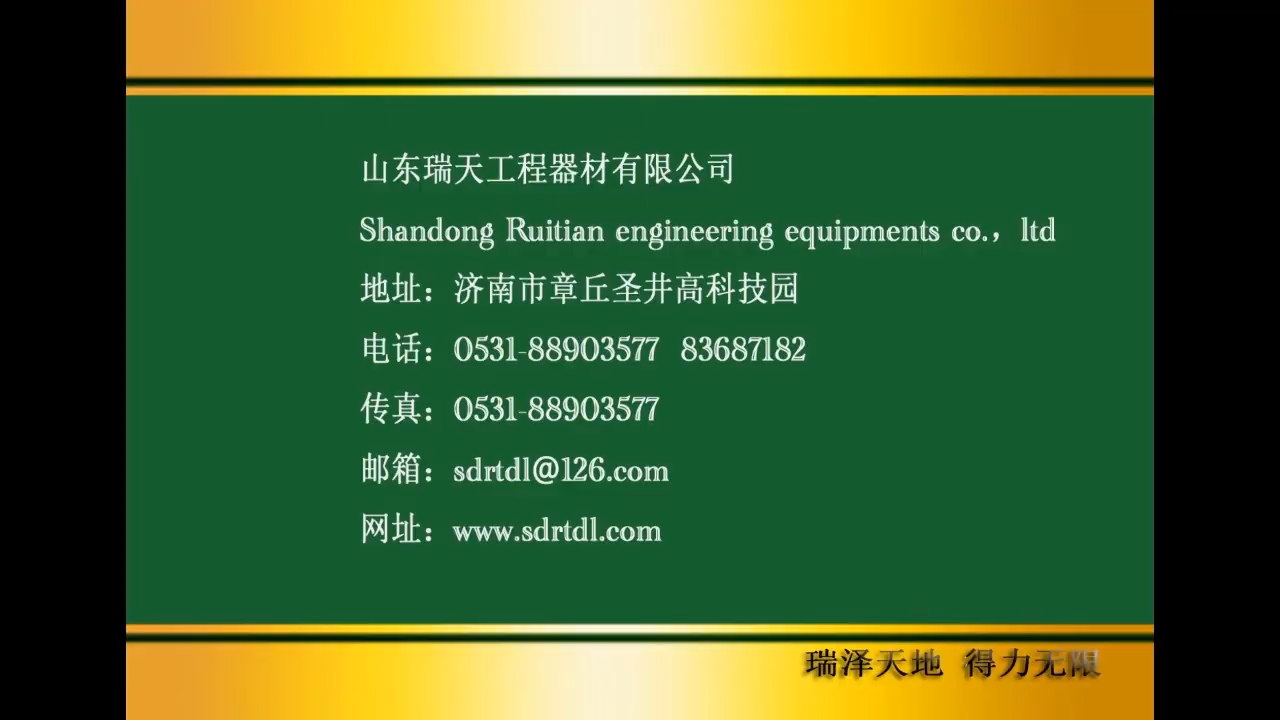 山东瑞天工程器材有限公司
Shandong Ruitian engineering equipments co.，ltd
地址：济南市章丘圣井高科技园
电话：0531-88903577 83687182
传真：0531-88903577
邮箱：sdrtdl@126.com
网址：www.sdrtdl.com
瑞泽天地 得力无限